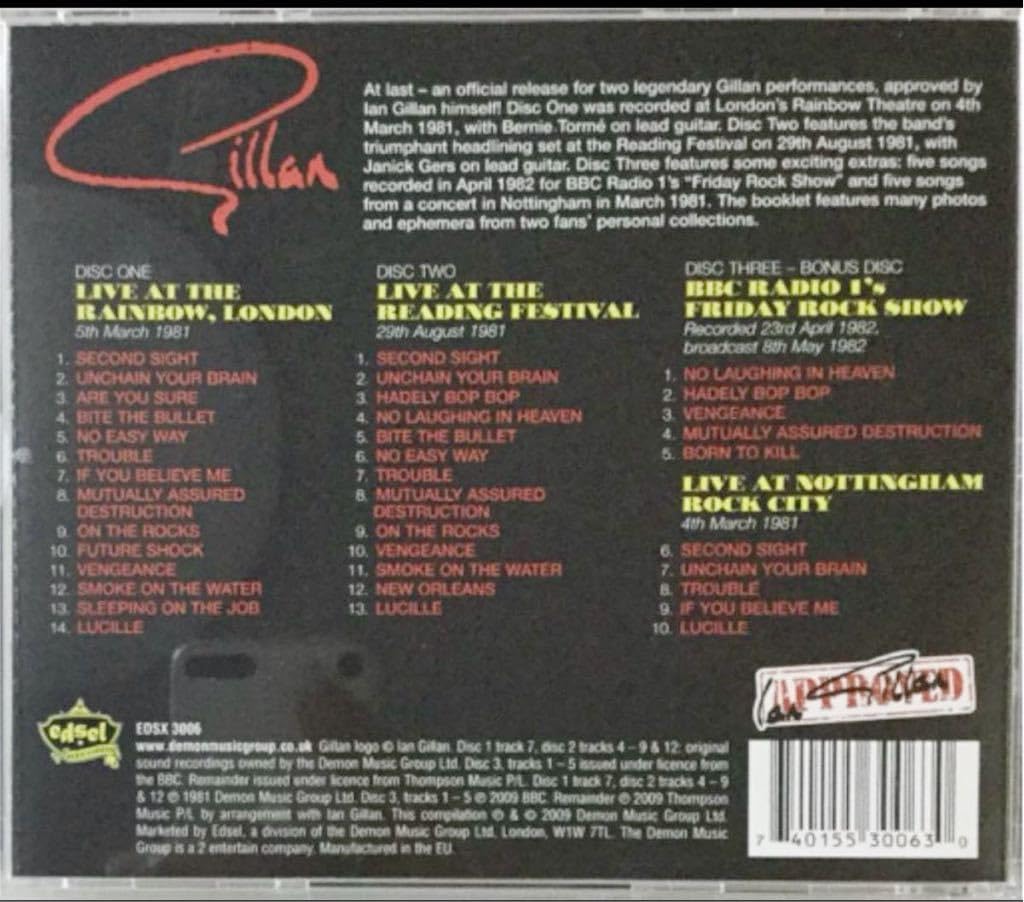 Gillan
At last – an official release for two legendary Gillan performances, approved by
Ian Gillan himself! Disc One was recorded at London's Rainbow Theatre on 4th
March 1981, with Bernie Tormé on lead guitar. Disc Two features the band's
triumphant headlining set at the Reading Festival on 29th August 1981, with
Janick Gers on lead guitar. Disc Three features some exciting extras: five songs
recorded in April 1982 for BBC Radio 1's "Friday Rock Show" and five songs
from a concert in Nottingham in March 1981. The booklet features many photos
and ephemera from two fans' personal collections.
DISC ONE
LIVE AT THE
RAINBOW, LONDON
5th March 1981
1. SECOND SIGHT
2. UNCHAIN YOUR BRAIN
3. ARE YOU SURE
4. BITE THE BULLET
5. NO EASY WAY
6. TROUBLE
7. IF YOU BELIEVE ME
8. MUTUALLY ASSURED
DESTRUCTION
9. ON THE ROCKS
10. FUTURE SHOCK
11. VENGEANCE
12. SMOKE ON THE WATER
13. SLEEPING ON THE JOB
14. LUCILLE
DISC TWO
LIVE AT THE
READING FESTIVAL
29th August 1981
1. SECOND SIGHT
2. UNCHAIN YOUR BRAIN
3. HADELY BOP BOP
4. NO LAUGHING IN HEAVEN
5. BITE THE BULLET
6. NO EASY WAY
7. TROUBLE
8. MUTUALLY ASSURED
DESTRUCTION
9. ON THE ROCKS
10. VENGEANCE
11. SMOKE ON THE WATER
12. NEW ORLEANS
13. LUCILLE
DISC THREE – BONUS DISC
BBC RADIO 1's
FRIDAY ROCK SHOW
Recorded 23rd April 1982,
broadcast 8th May 1982
1. NO LAUGHING IN HEAVEN
2. HADELY BOP BOP
3. VENGEANCE
4. MUTUALLY ASSURED DESTRUCTION
5. BORN TO KILL
LIVE AT NOTTINGHAM
ROCK CITY
4th March 1981
6. SECOND SIGHT
7. UNCHAIN YOUR BRAIN
8. TROUBLE
9. IF YOU BELIEVE ME
10. LUCILLE
APPROVED
Ian Gillan
edsel
EDSX 3006
www.demonmusicgroup.co.uk Gillan logo © Ian Gillan. Disc 1 track 7, disc 2 tracks 4 – 9 & 12: original
sound recordings owned by the Demon Music Group Ltd. Disc 3, tracks 1 – 5 issued under licence from
the BBC. Remainder issued under licence from Thompson Music P/L. Disc 1 track 7, disc 2 tracks 4 – 9
& 12 ℗ 1981 Demon Music Group Ltd. Disc 3, tracks 1 – 5 ℗ 2009 BBC. Remainder ℗ 2009 Thompson
Music P/L by arrangement with Ian Gillan. This compilation ℗ & © 2009 Demon Music Group Ltd.
Marketed by Edsel, a division of the Demon Music Group Ltd. London, W1W 7TL. The Demon Music
Group is a 2 entertain company. Manufactured in the EU.
7 40155 30063 0